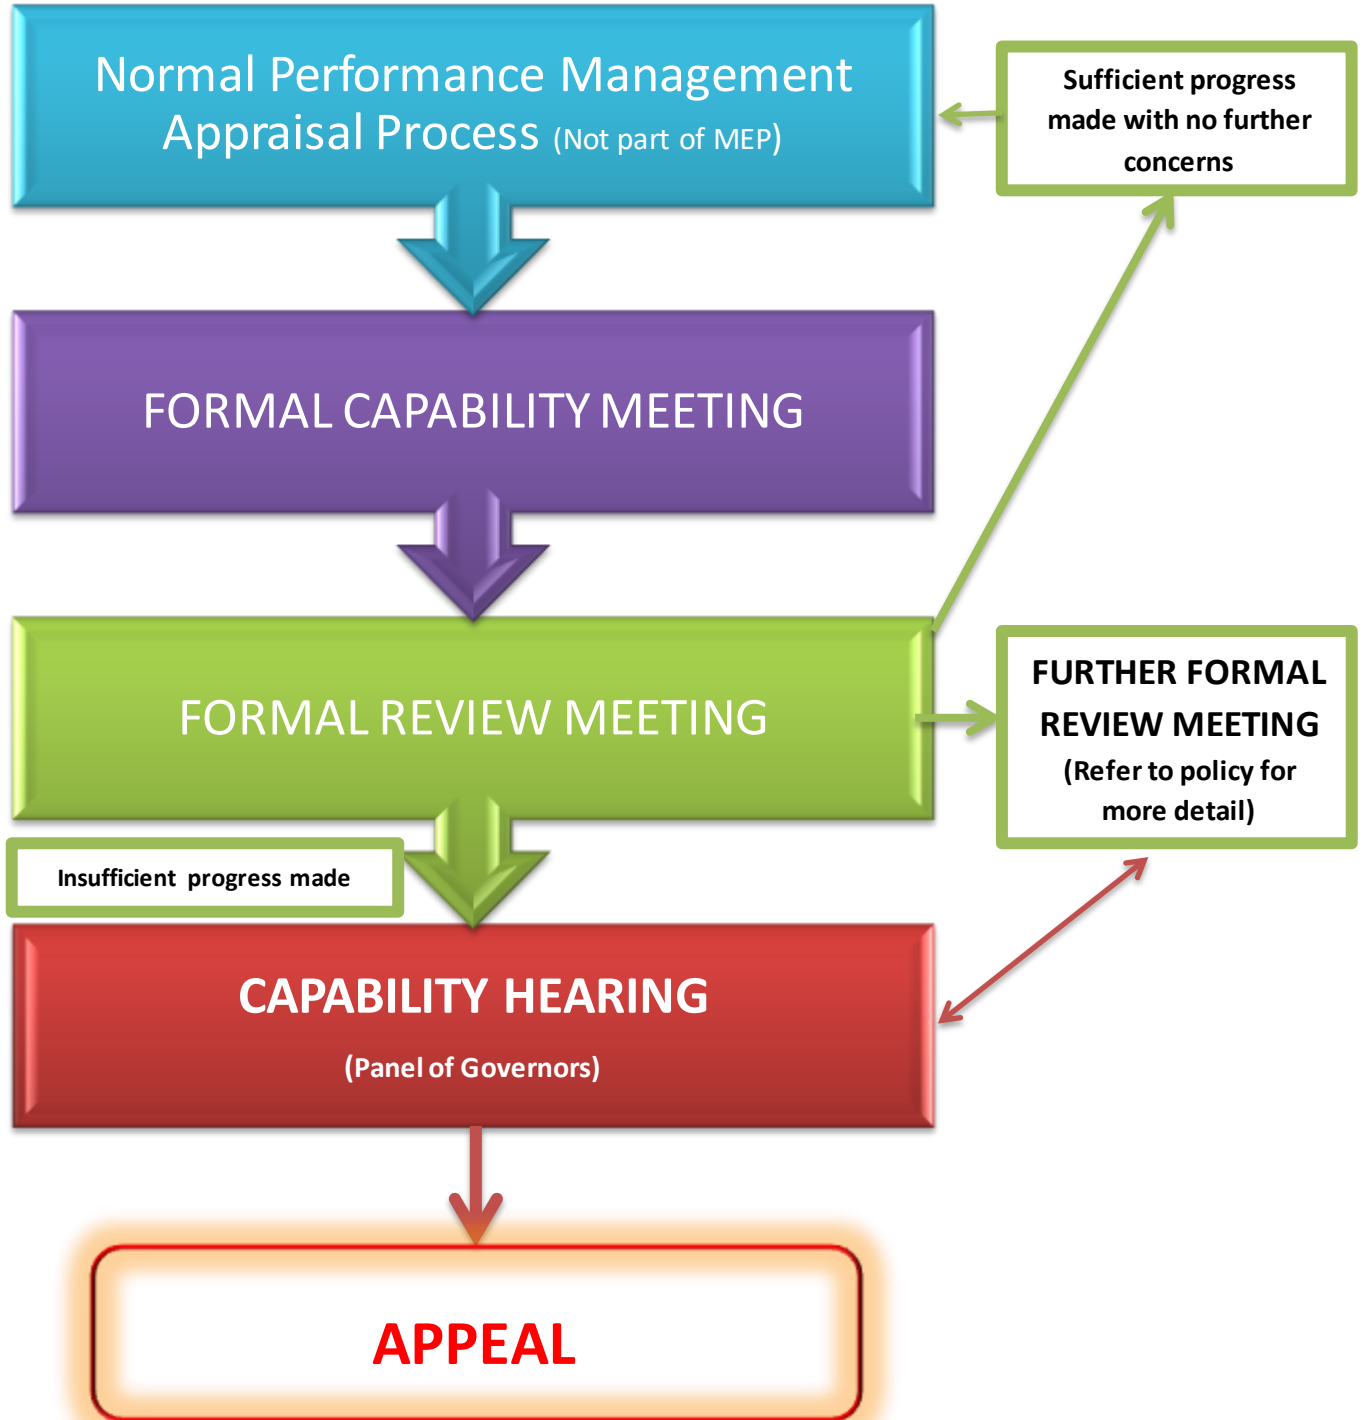 Normal Performance Management
Appraisal Process (Not part of MEP)
Sufficient progress
made with no further
concerns
FORMAL CAPABILITY MEETING
FORMAL REVIEW MEETING
FURTHER FORMAL
REVIEW MEETING
(Refer to policy for
more detail)
Insufficient progress made
CAPABILITY HEARING
(Panel of Governors)
APPEAL